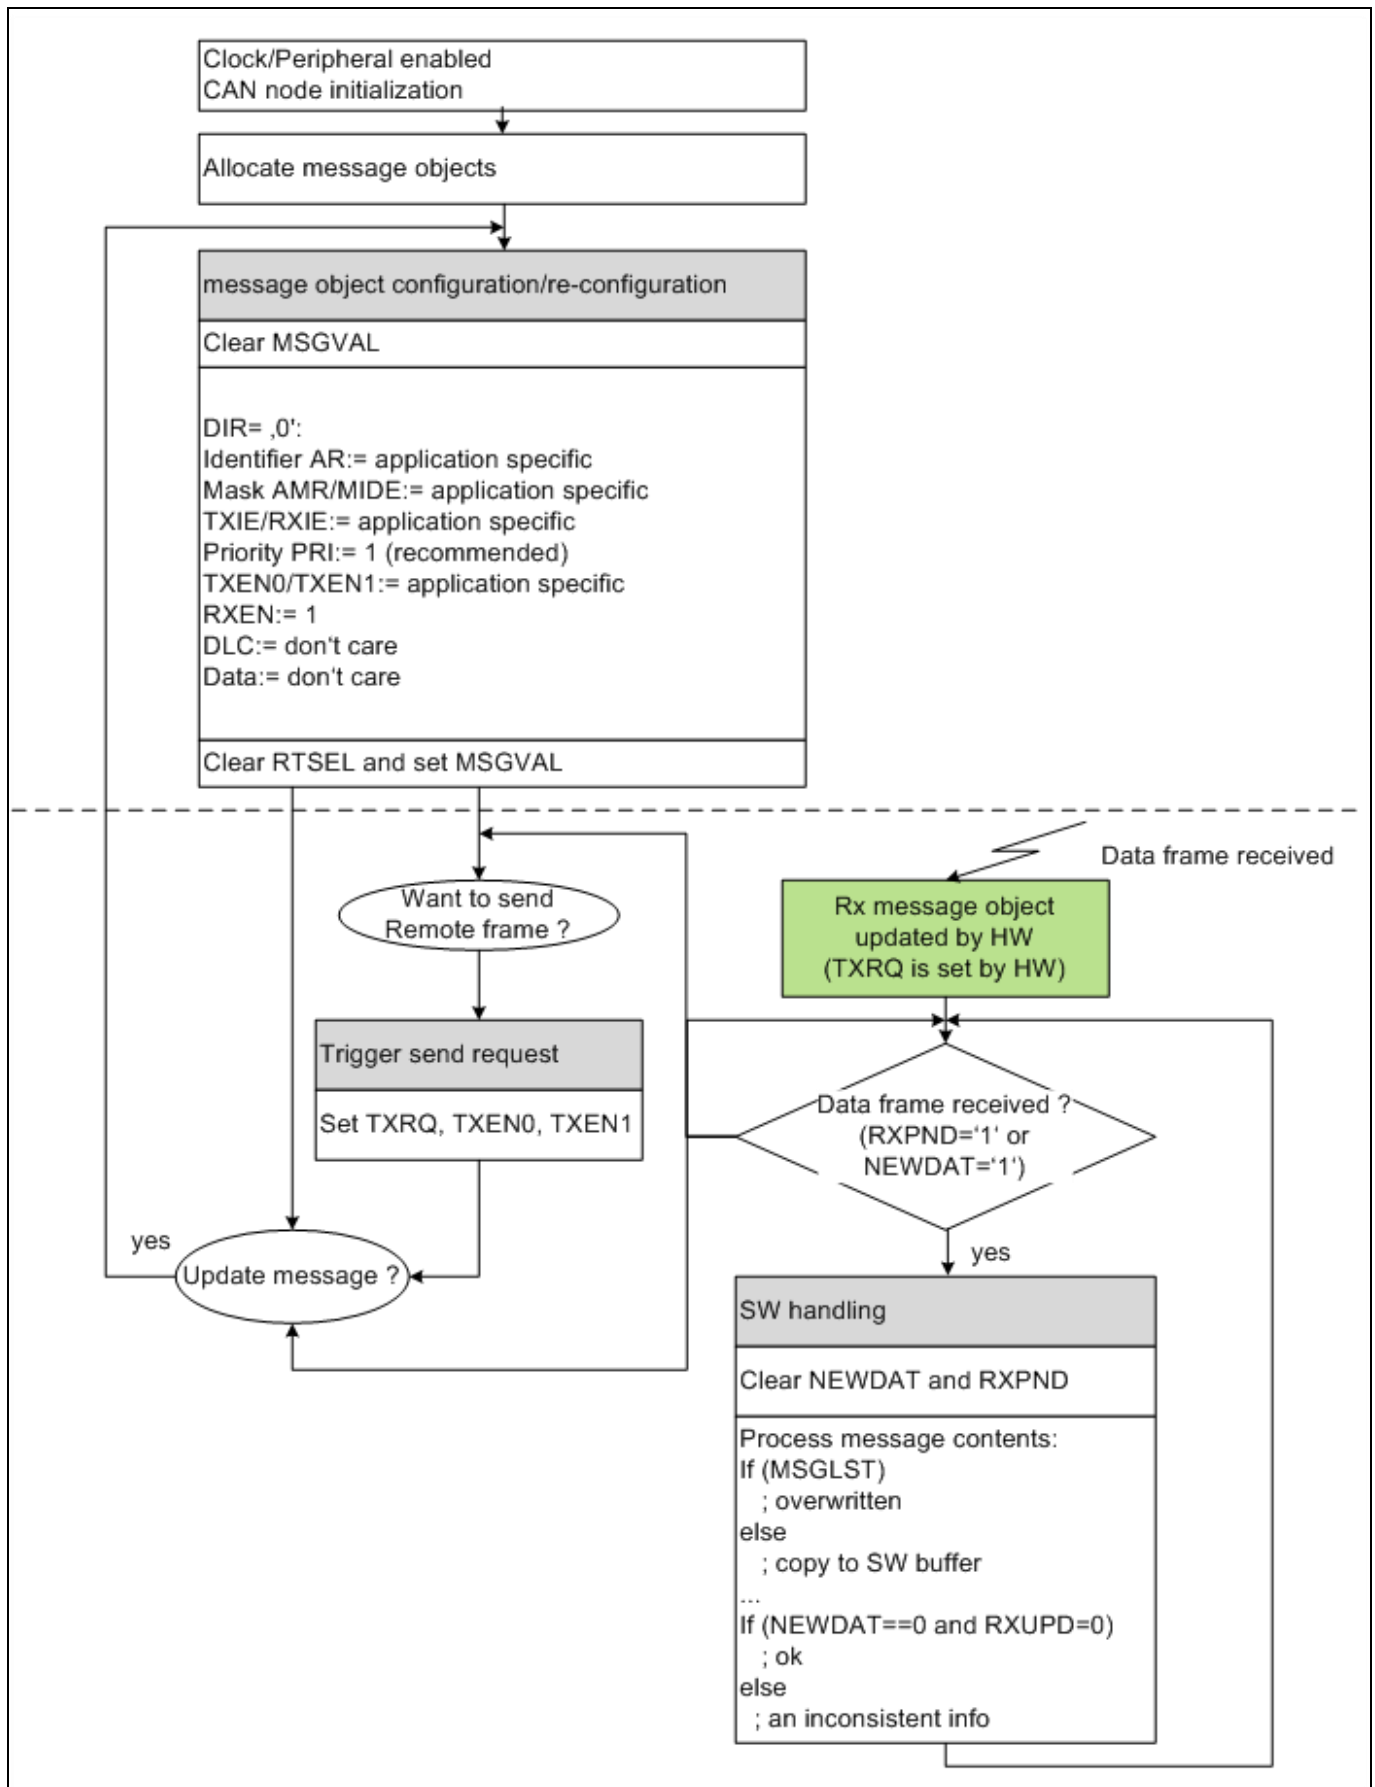 Clock/Peripheral enabled
CAN node initialization
Allocate message objects
message object configuration/re-configuration
Clear MSGVAL
DIR= ‚0':
Identifier AR:= application specific
Mask AMR/MIDE:= application specific
TXIE/RXIE:= application specific
Priority PRI:= 1 (recommended)
TXEN0/TXEN1:= application specific
RXEN:= 1
DLC:= don't care
Data:= don‘t care
Clear RTSEL and set MSGVAL
Data frame received
Want to send
Remote frame ?
Rx message object
updated by HW
(TXRQ is set by HW)
Trigger send request
Set TXRQ, TXEN0, TXEN1
Data frame received ?
(RXPND=‘1‘ or
NEWDAT=‘1‘)
yes
Update message ?
yes
SW handling
Clear NEWDAT and RXPND
Process message contents:
If (MSGLST)
; overwritten
else
; copy to SW buffer
...
If (NEWDAT==0 and RXUPD=0)
; ok
else
; an inconsistent info